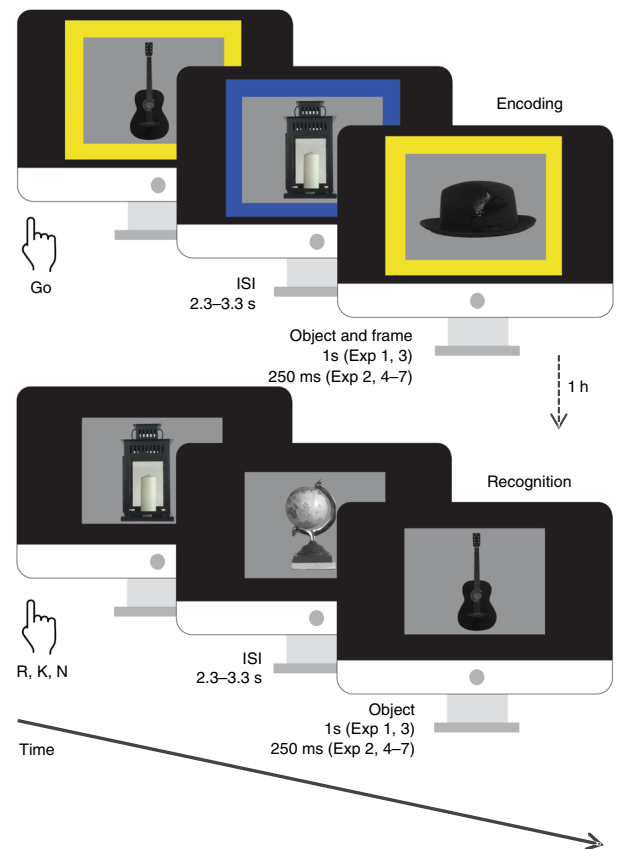 Encoding
Go
ISI
2.3–3.3 s
Object and frame
1s (Exp 1, 3)
250 ms (Exp 2, 4–7)
1 h
Recognition
R, K, N
ISI
2.3–3.3 s
Object
1s (Exp 1, 3)
250 ms (Exp 2, 4–7)
Time